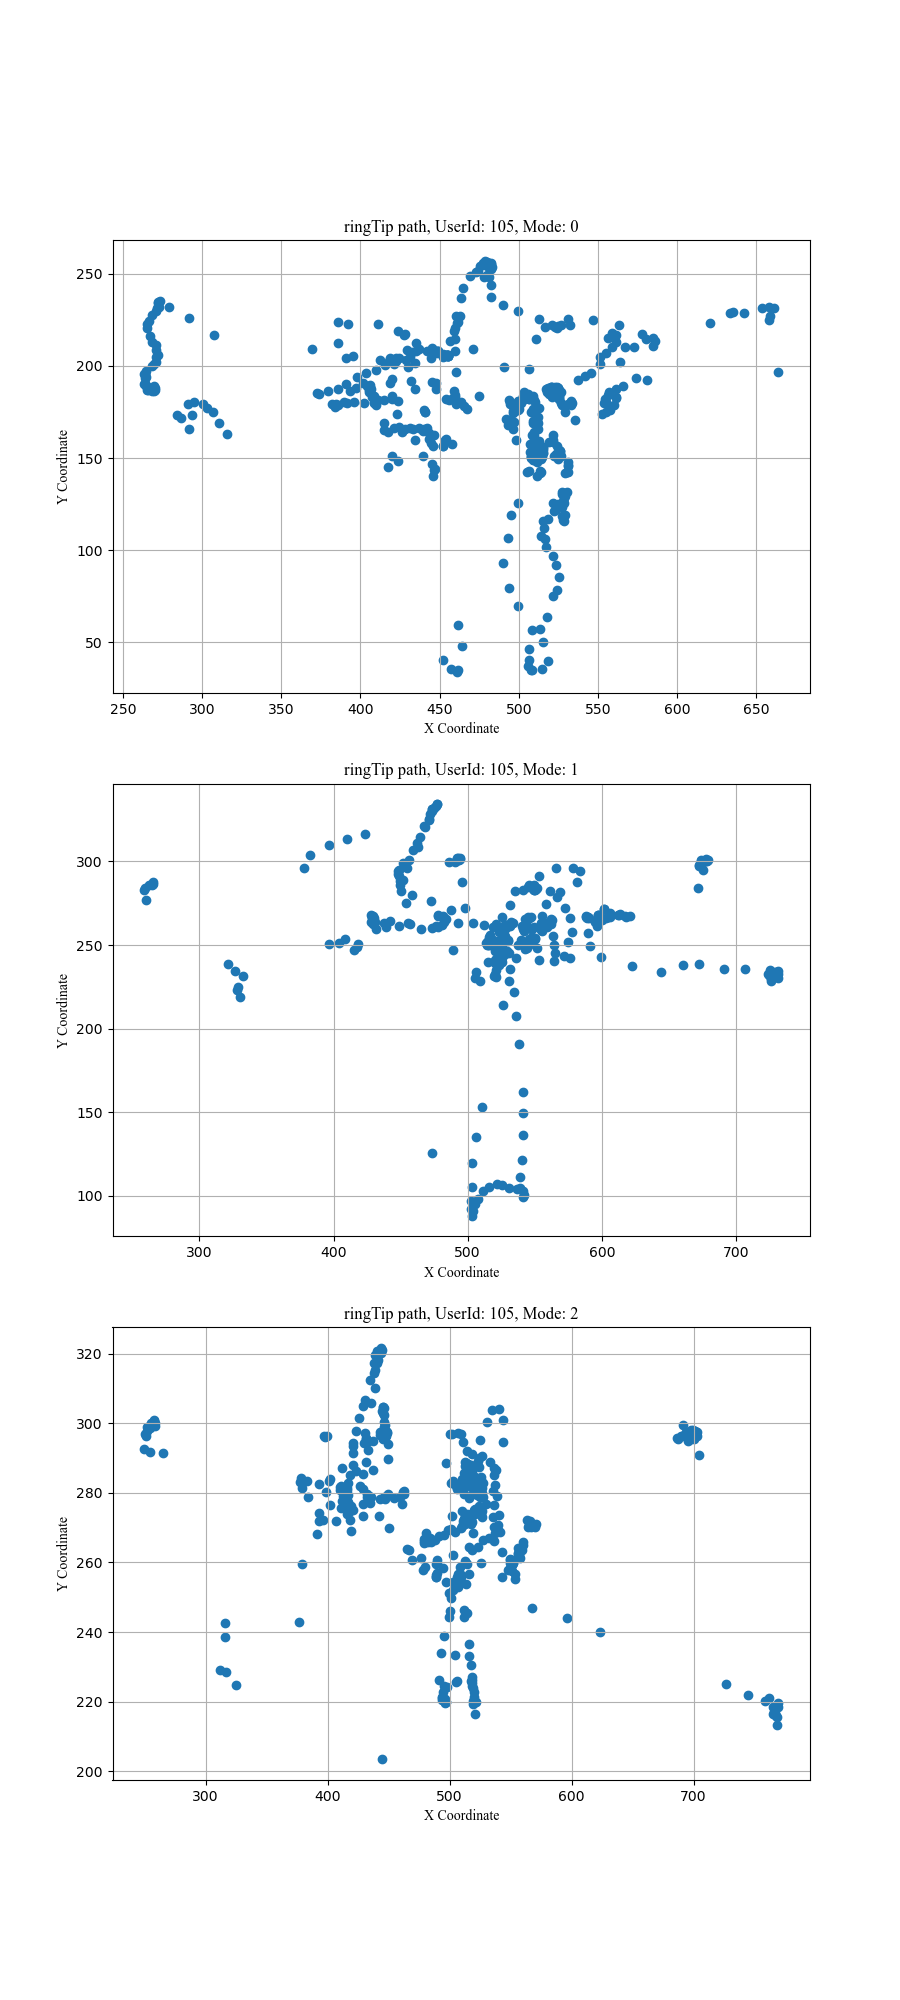 ringTip path, UserId: 105, Mode: 0
250
200
150
100
50
Y Coordinate
250 300 350 400 450 500 550 600 650
X Coordinate
ringTip path, UserId: 105, Mode: 1
300
250
200
150
100
Y Coordinate
300 400 500 600 700
X Coordinate
ringTip path, UserId: 105, Mode: 2
320
300
280
260
240
220
200
Y Coordinate
300 400 500 600 700
X Coordinate